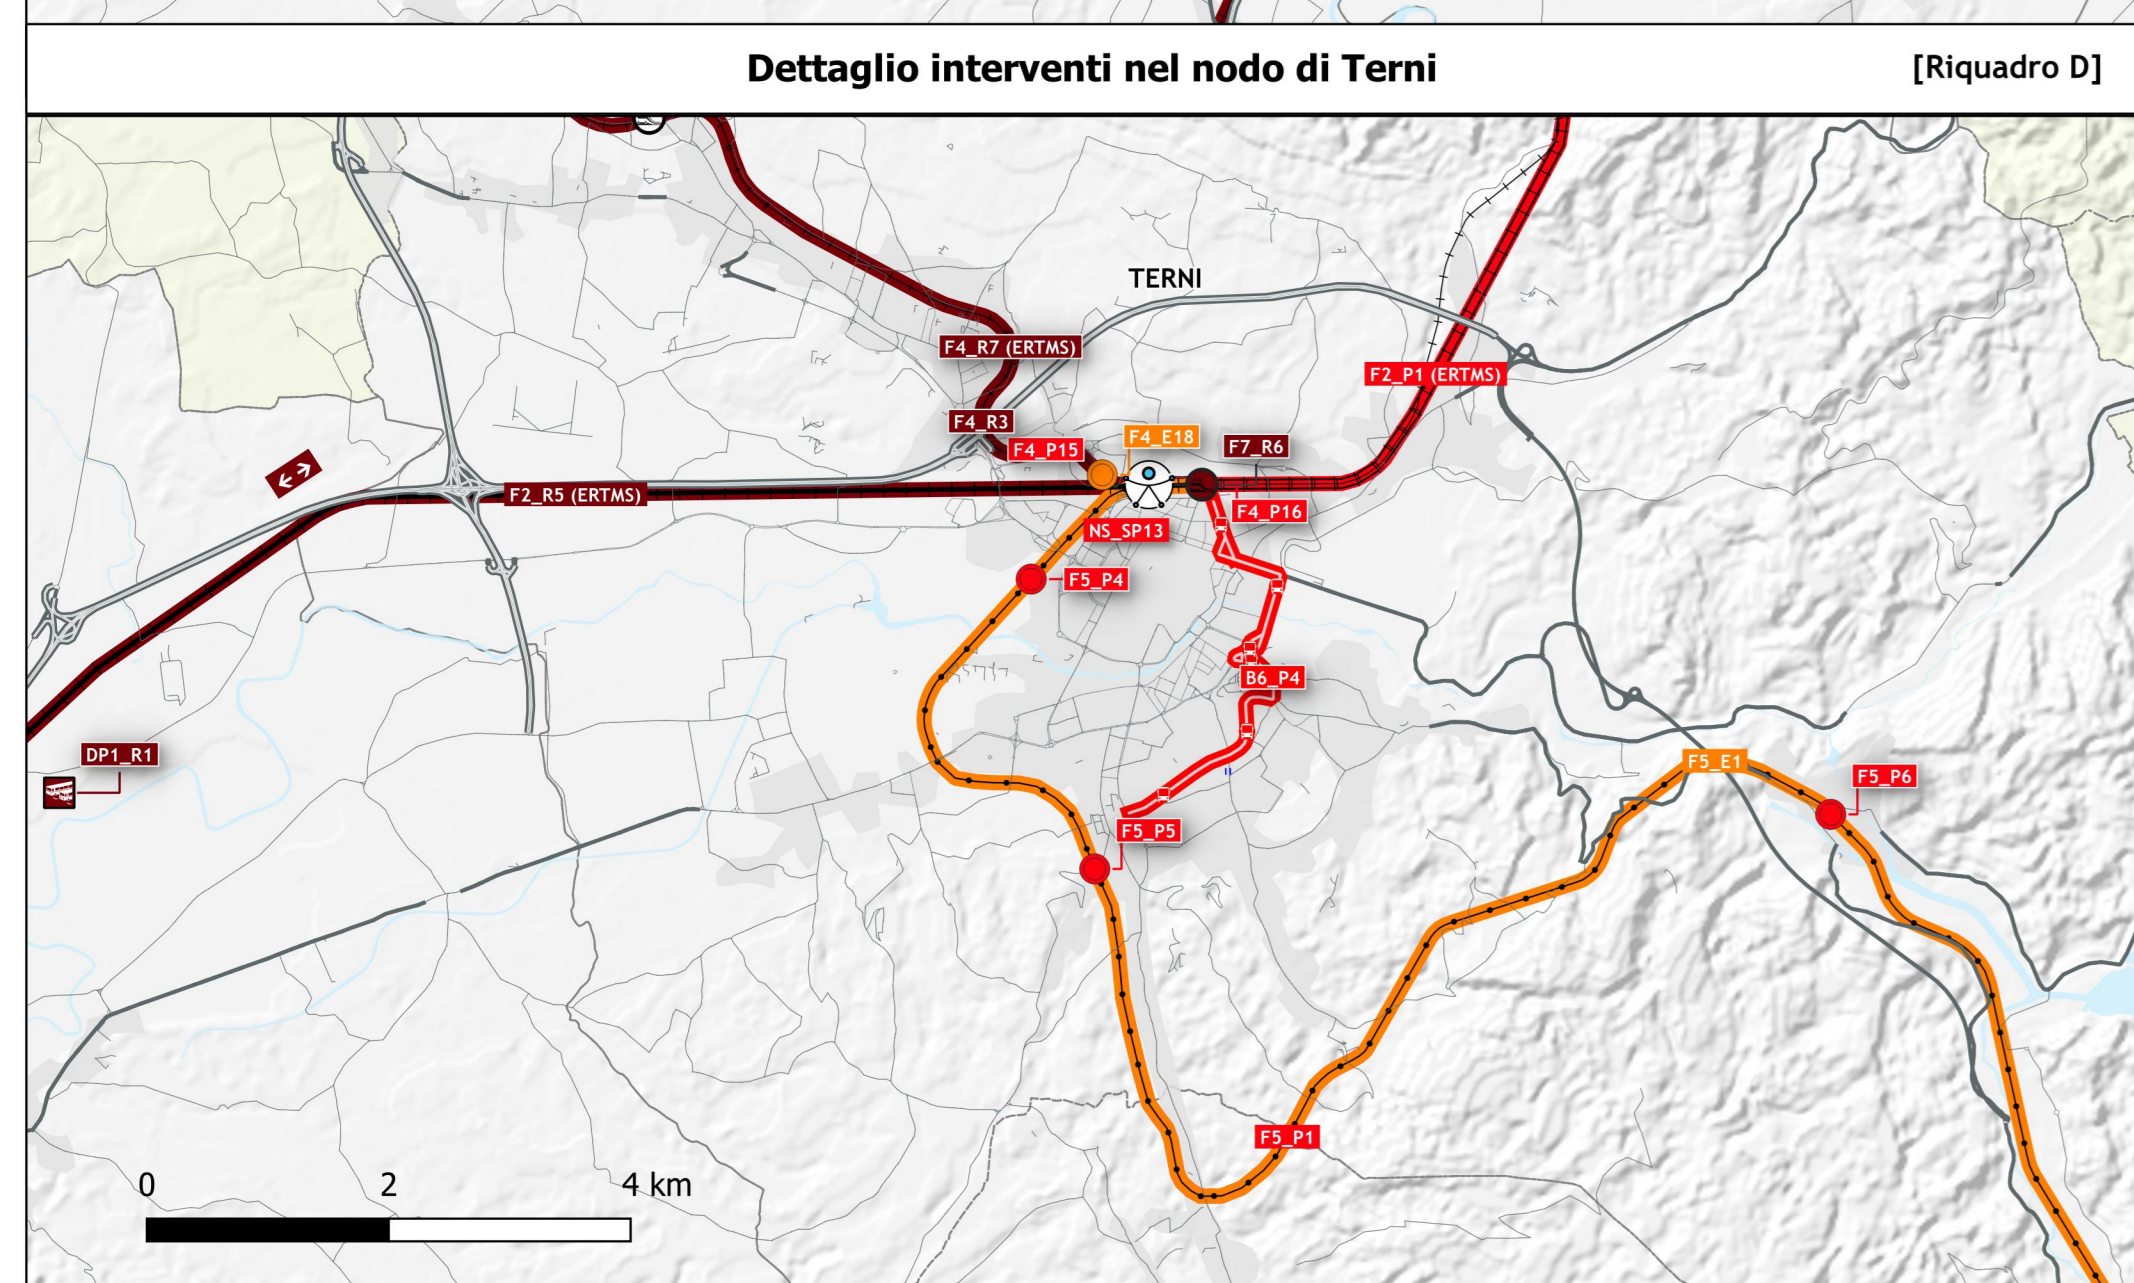 Dettaglio interventi nel nodo di Terni
[Riquadro D]
TERNI
F4_R7 (ERTMS)
F2_P1 (ERTMS)
F4_R3
F4_P15
F4_E18
F7_R6
F2_R5 (ERTMS)
F4_P16
NS_SP13
F5_P4
B6_P4
DP1_R1
F5_E1
F5_P6
F5_P5
F5_P1
0 2 4 km